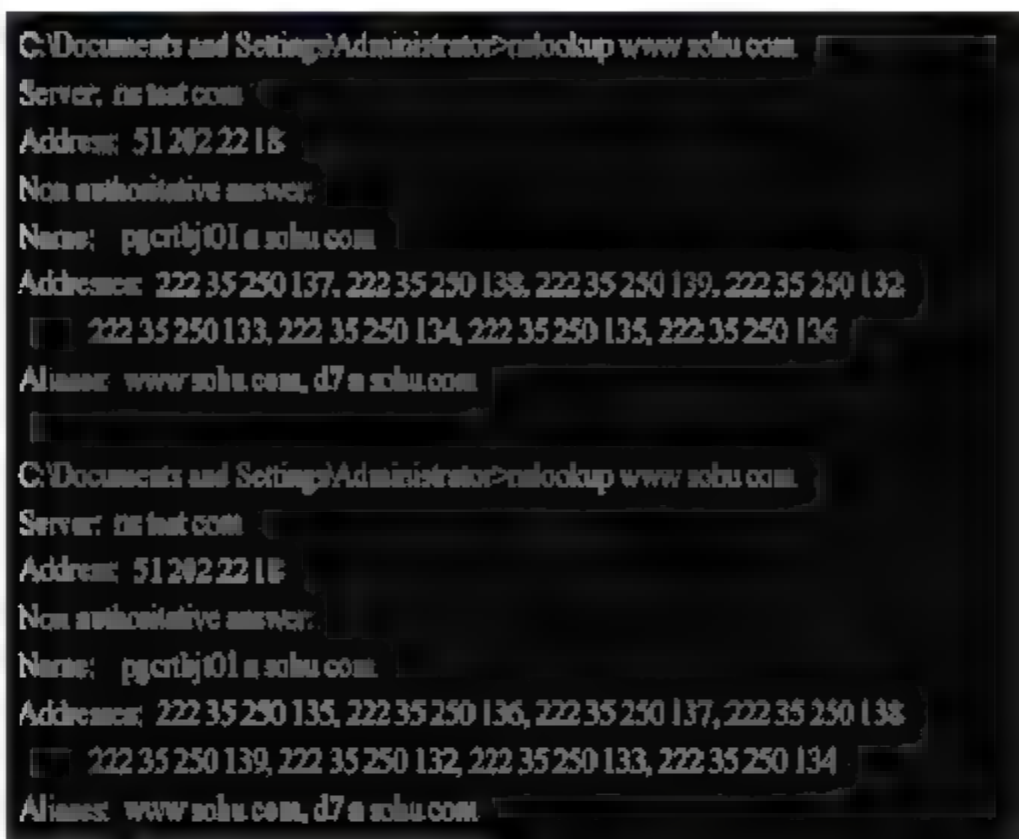 C:\Documents and Settings\Administrator>nslookup www sohu com
Server: ns test com
Address: 51 202 22 18
Non authoritative answer:
Name: pgctbj01 a sohu com
Addresses: 222 35 250 137, 222 35 250 138, 222 35 250 139, 222 35 250 132
222 35 250 133, 222 35 250 134, 222 35 250 135, 222 35 250 136
Aliases: www sohu com, d7 a sohu.com
C:\Documents and Settings\Administrator>nslookup www sohu com
Server: ns test com
Address: 51 202 22 18
Non authoritative answer:
Name: a sohu com
Addresses: 222 35 250 135, 222 35 250 136, 222 35 250 137, 222 35 250 138
222 35 250 139, 222 35 250 132, 222 35 250 133, 222 35 250 134
Aliases: www sohu com, d7 a sohu com